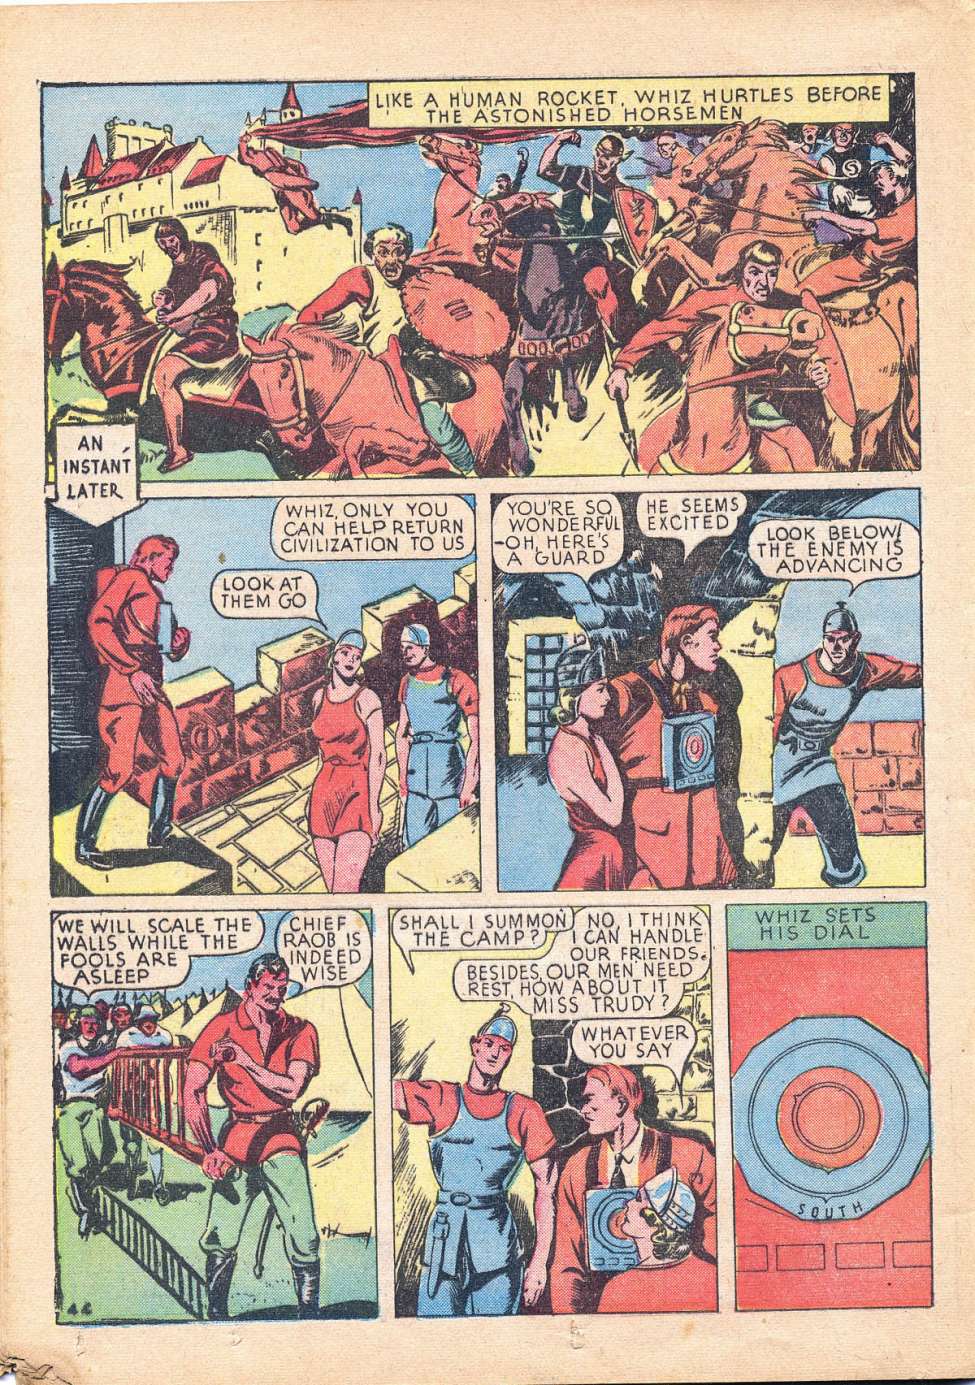 LIKE A HUMAN ROCKET, WHIZ HURTLES BEFORE
THE ASTONISHED HORSEMEN
S
AN
INSTANT
LATER
WHIZ, ONLY YOU
CAN HELP RETURN
CIVILIZATION TO US
LOOK AT
THEM GO
YOU'RE SO
WONDERFUL
-OH, HERE'S
A GUARD
HE SEEMS
EXCITED
LOOK BELOW!
THE ENEMY IS
ADVANCING
WE WILL SCALE THE
WALLS WHILE THE
FOOLS ARE
ASLEEP
CHIEF
RAOB IS
INDEED
WISE
SHALL I SUMMON
THE CAMP?
NO, I THINK
I CAN HANDLE
OUR FRIENDS.
BESIDES, OUR MEN NEED
REST, HOW ABOUT IT
MISS TRUDY?
WHATEVER
YOU SAY
WHIZ SETS
HIS DIAL
SOUTH